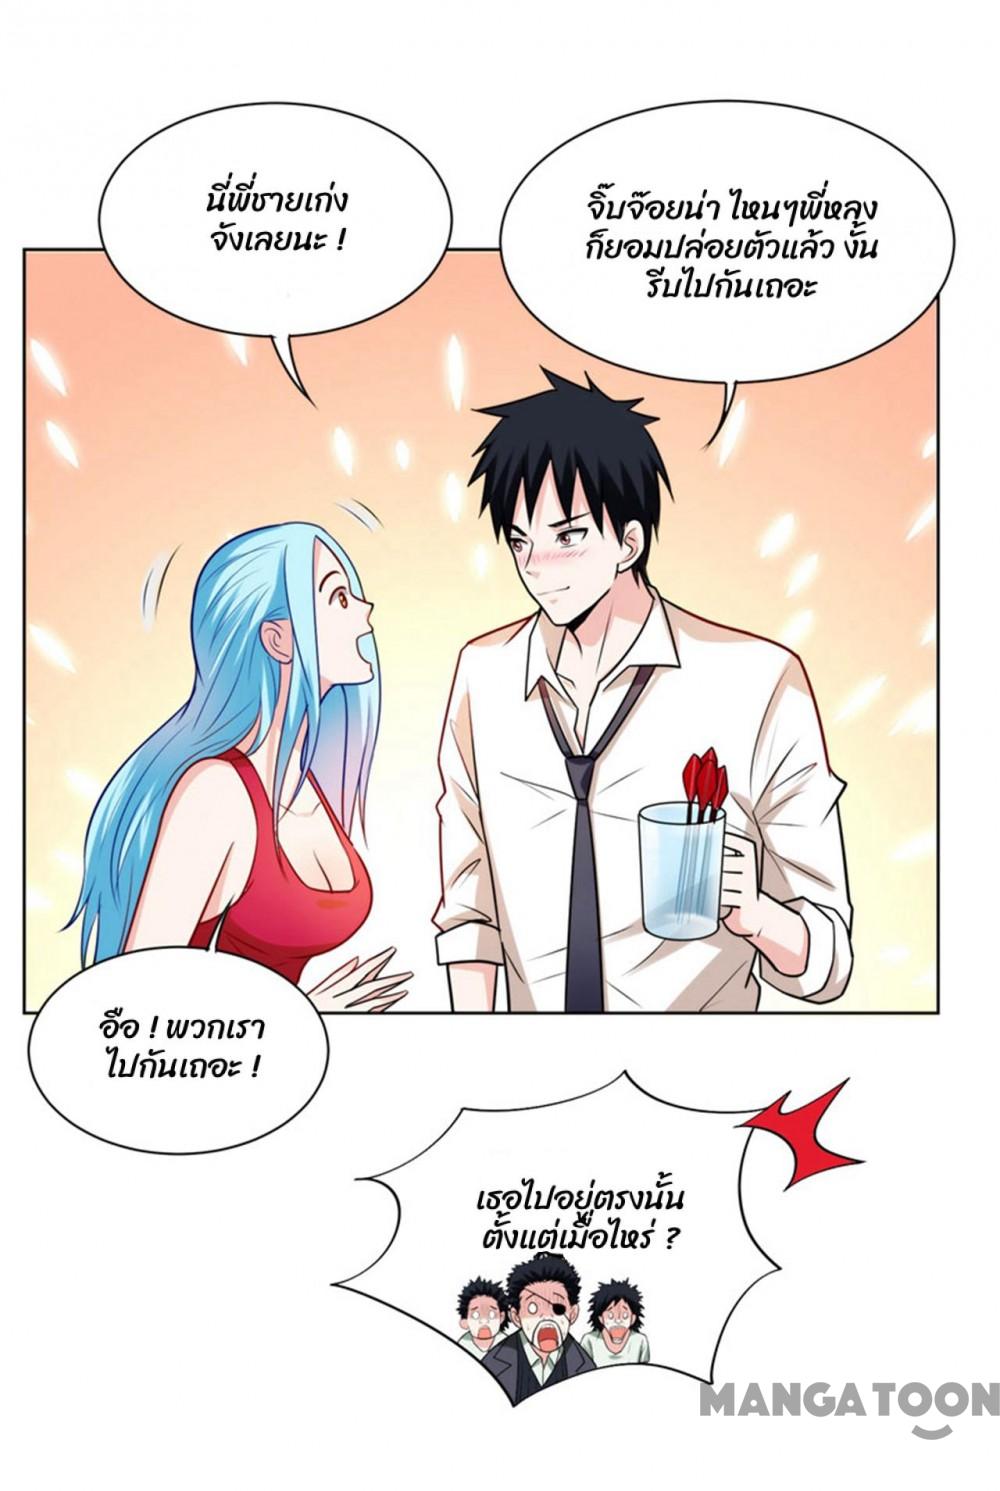 นี่พี่ชายเก่ง
จังเลยนะ !
จิ๊บจ๊อยน่า ไหนๆพี่หลง
ก็ยอมปล่อยตัวแล้ว งั้น
รีบไปกันเถอะ
อือ ! พวกเรา
ไปกันเถอะ !
เธอไปอยู่ตรงนั้น
ตั้งแต่เมื่อไหร่ ?
MANGATOON